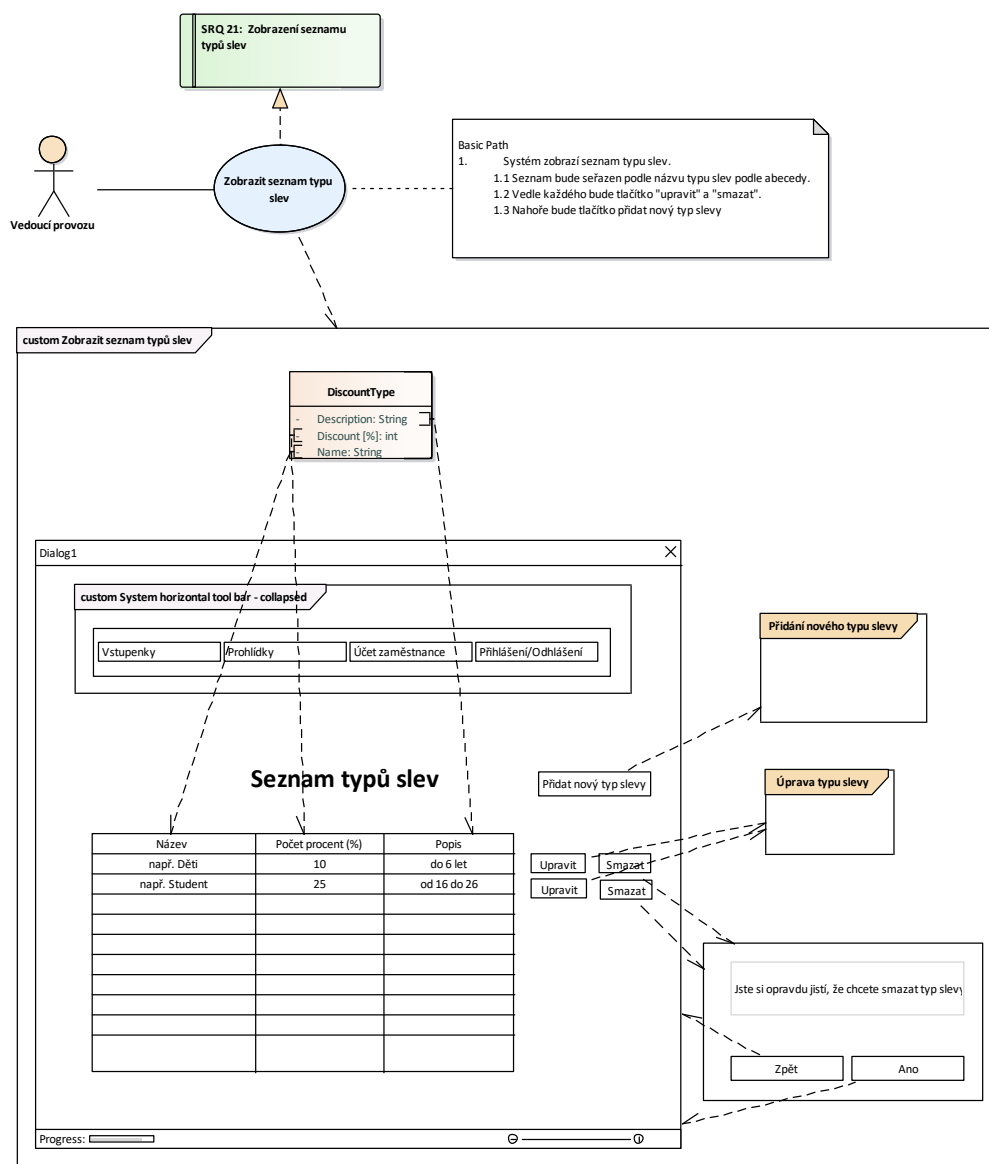 SRQ 21: Zobrazení seznamu
typů slev
Vedoucí provozu
Zobrazit seznam typu
slev
Basic Path
1. Systém zobrazí seznam typu slev.
1.1 Seznam bude seřazen podle názvu typu slev podle abecedy.
1.2 Vedle každého bude tlačítko "upravit" a "smazat".
1.3 Nahoře bude tlačítko přidat nový typ slevy
custom Zobrazit seznam typů slev
DiscountType
- Description: String
- Discount [%]: int
- Name: String
Dialog1
custom System horizontal tool bar - collapsed
Vstupenky Prohlídky Účet zaměstnance Přihlášení/Odhlášení
Přidání nového typu slevy
Seznam typů slev
Přidat nový typ slevy
Úprava typu slevy
Název Počet procent (%) Popis
např. Děti 10 do 6 let Upravit Smazat
např. Student 25 od 16 do 26 Upravit Smazat
Jste si opravdu jistí, že chcete smazat typ slevy
Zpět Ano
Progress: